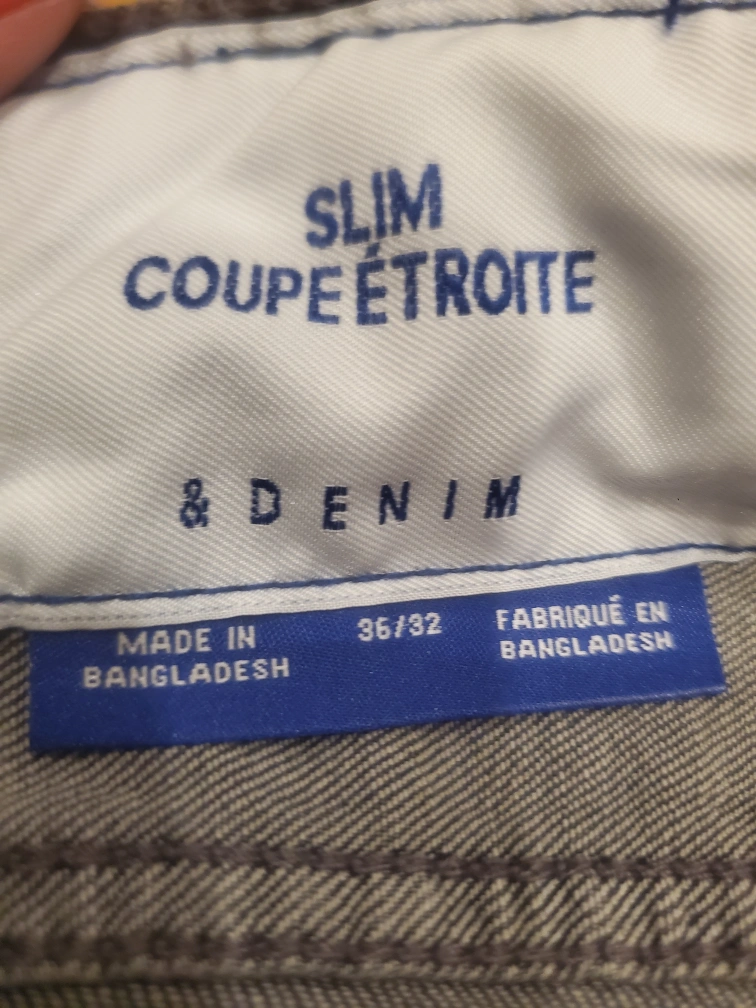 SLIM
COUPE ÉTROITE
& DENIM
MADE IN
BANGLADESH
36/32
FABRIQUÉ EN
BANGLADESH